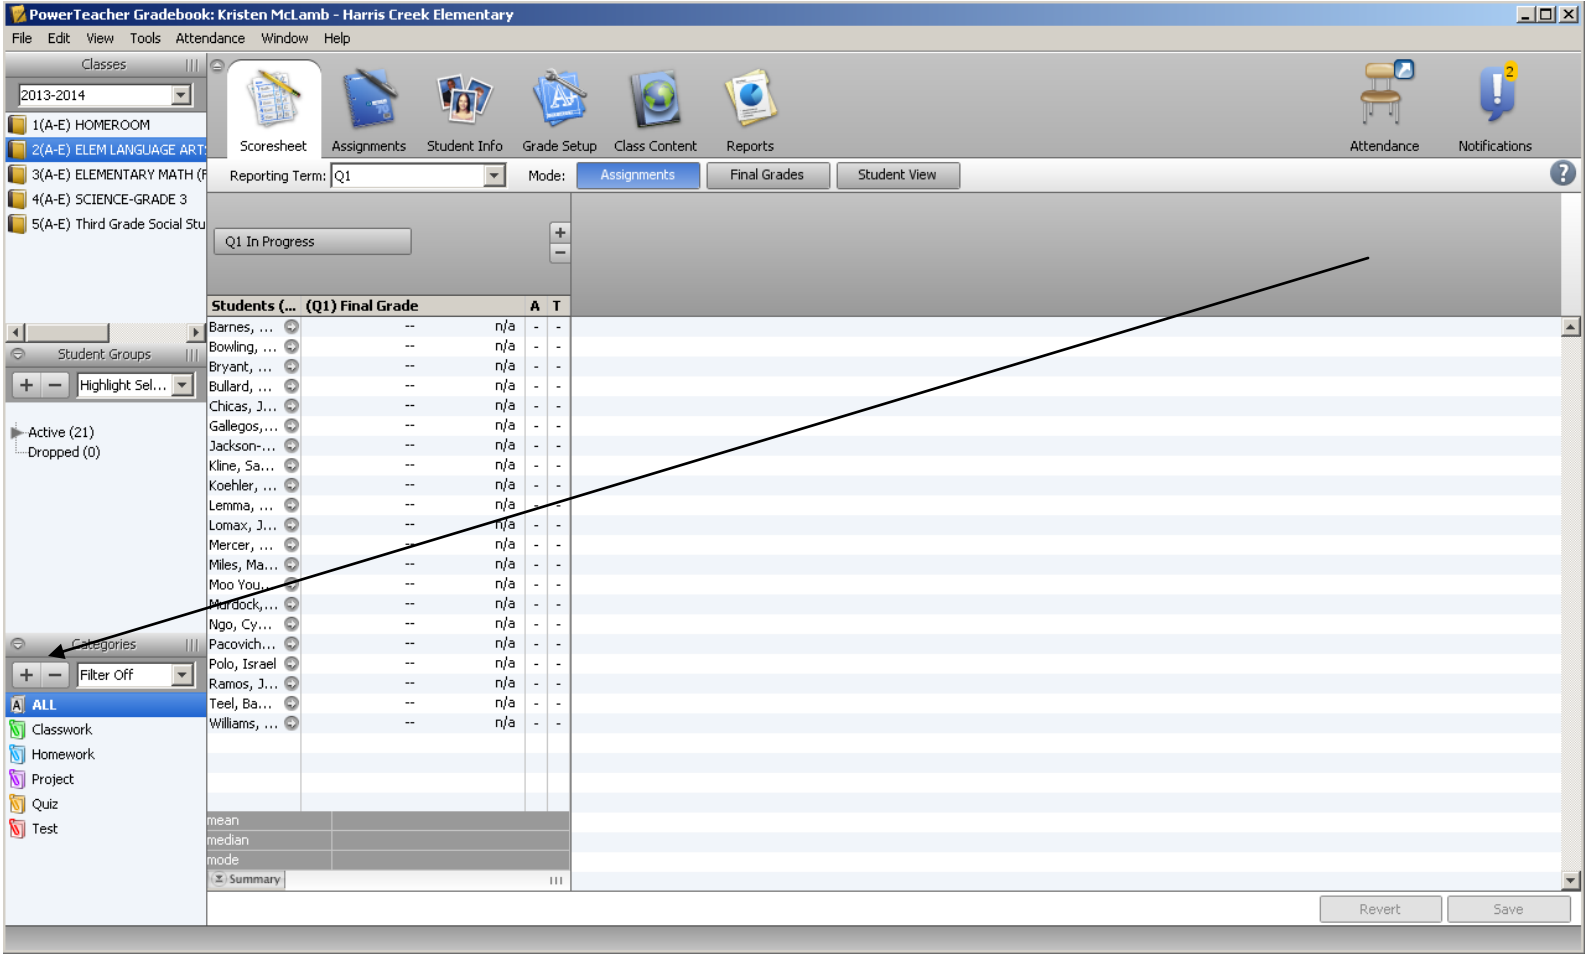 PowerTeacher Gradebook: Kristen McLamb - Harris Creek Elementary
File Edit View Tools Attendance Window Help
Classes
2013-2014
1(A-E) HOMEROOM
2(A-E) ELEM LANGUAGE ART
3(A-E) ELEMENTARY MATH (F
4(A-E) SCIENCE-GRADE 3
5(A-E) Third Grade Social Stu
Student Groups
+ − Highlight Sel...
Active (21)
Dropped (0)
Categories
+ − Filter Off
A ALL
Classwork
Homework
Project
Quiz
Test
Scoresheet Assignments Student Info Grade Setup Class Content Reports
A+
2
Attendance Notifications
Reporting Term: Q1 Mode: Assignments Final Grades Student View ?
Q1 In Progress
+
−
Students (... (Q1) Final Grade A T
Barnes, ... -- n/a - -
Bowling, ... -- n/a - -
Bryant, ... -- n/a - -
Bullard, ... -- n/a - -
Chicas, J... -- n/a - -
Gallegos,... -- n/a - -
Jackson-... -- n/a - -
Kline, Sa... -- n/a - -
Koehler, ... -- n/a - -
Lemma, ... -- n/a - -
Lomax, J... -- n/a - -
Mercer, ... -- n/a - -
Miles, Ma... -- n/a - -
Moo You... -- n/a - -
Murdock,... -- n/a - -
Ngo, Cy... -- n/a - -
Pacovich... -- n/a - -
Polo, Israel -- n/a - -
Ramos, J... -- n/a - -
Teel, Ba... -- n/a - -
Williams, ... -- n/a - -
mean
median
mode
Σ Summary
Revert Save